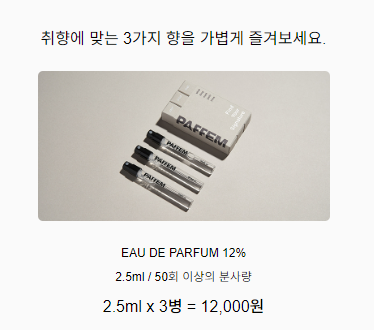 취향에 맞는 3가지 향을 가볍게 즐겨보세요.
PAFFEM
PAFFEM
PAFFEM
EAU DE PARFUM 12%
2.5ml / 50회 이상의 분사량
2.5ml x 3병 = 12,000원